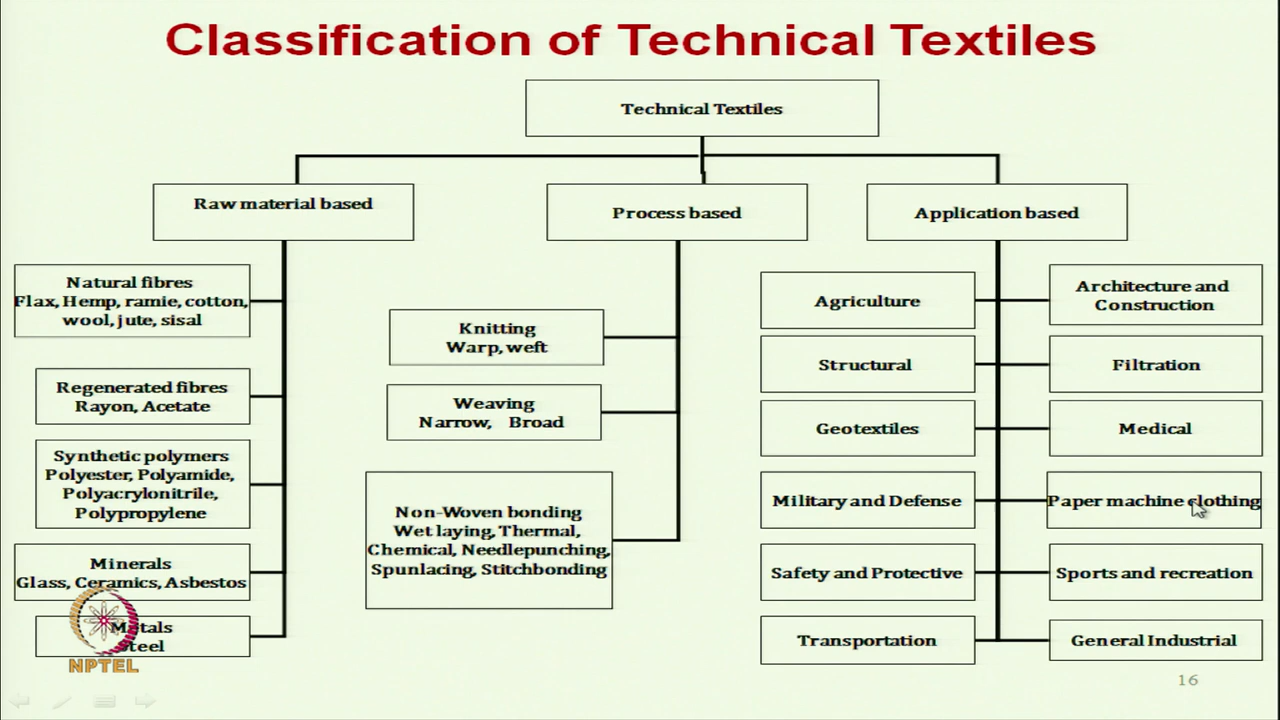 Classification of Technical Textiles
Technical Textiles
Raw material based
Process based
Application based
Natural fibres
Flax, Hemp, ramie, cotton,
wool, jute, sisal
Regenerated fibres
Rayon, Acetate
Synthetic polymers
Polyester, Polyamide,
Polyacrylonitrile,
Polypropylene
Minerals
Glass, Ceramics, Asbestos
Metals
Steel
Knitting
Warp, weft
Weaving
Narrow, Broad
Non-Woven bonding
Wet laying, Thermal,
Chemical, Needlepunching,
Spunlacing, Stitchbonding
Agriculture
Structural
Geotextiles
Military and Defense
Safety and Protective
Transportation
Architecture and
Construction
Filtration
Medical
Paper machine clothing
Sports and recreation
General Industrial
NPTEL
16